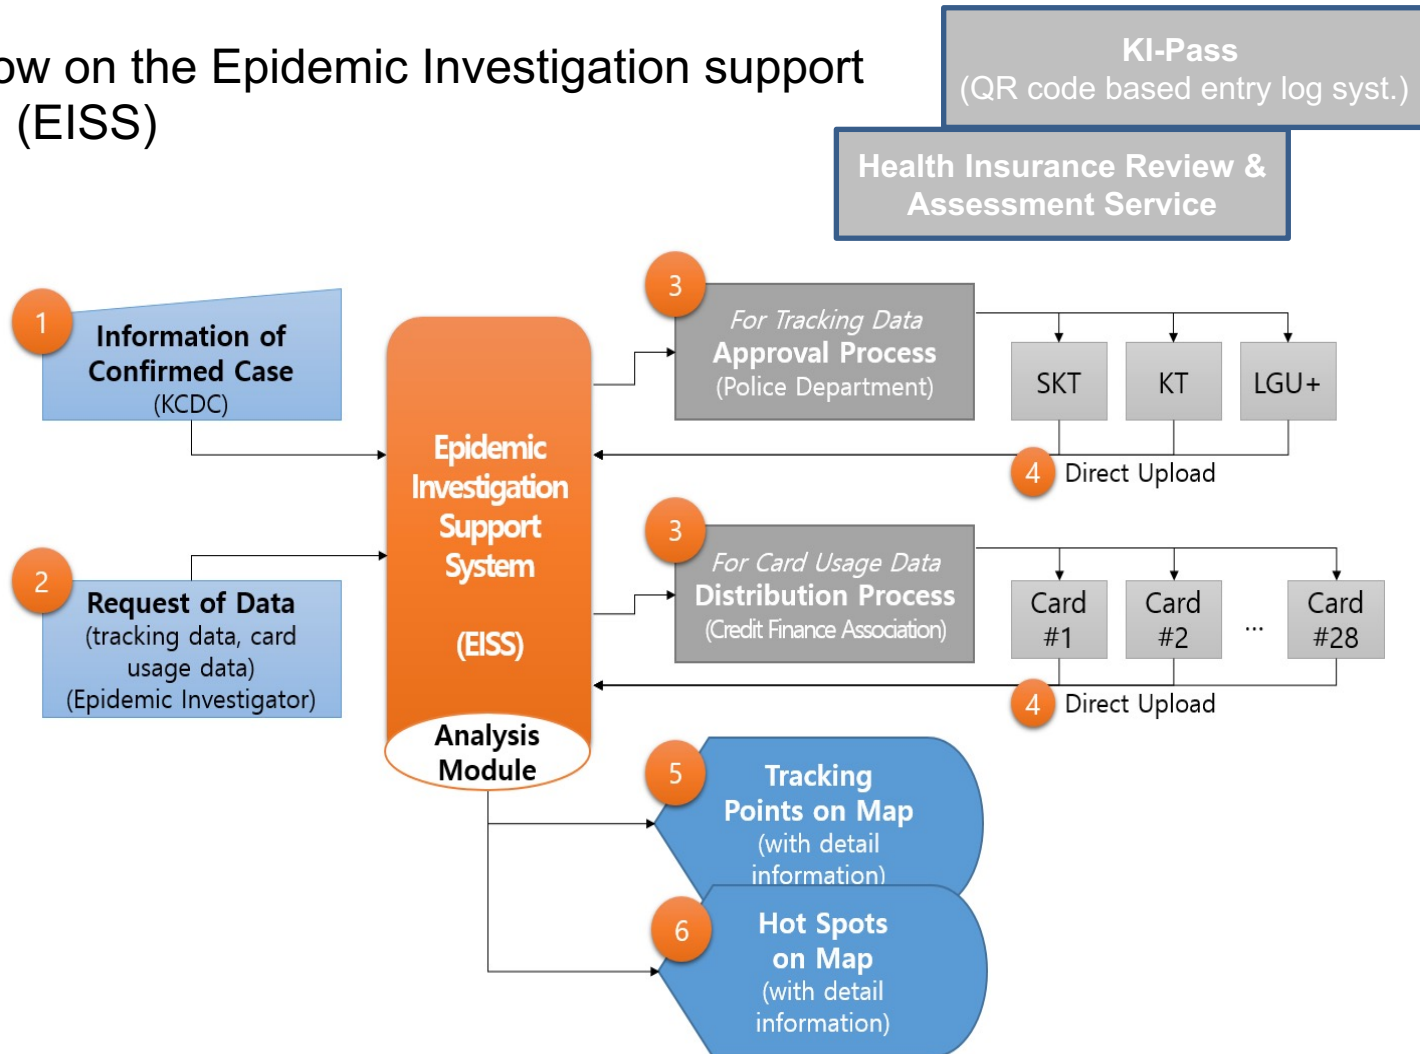 ow on the Epidemic Investigation support
(EISS)
KI-Pass
(QR code based entry log syst.)
Health Insurance Review &
Assessment Service
1
Information of
Confirmed Case
(KCDC)
2
Request of Data
(tracking data, card
usage data)
(Epidemic Investigator)
Epidemic
Investigation
Support
System
(EISS)
Analysis
Module
3
For Tracking Data
Approval Process
(Police Department)
SKT
KT
LGU+
4
Direct Upload
3
For Card Usage Data
Distribution Process
(Credit Finance Association)
Card
#1
Card
#2
...
Card
#28
4
Direct Upload
5
Tracking
Points on Map
(with detail
information)
6
Hot Spots
on Map
(with detail
information)